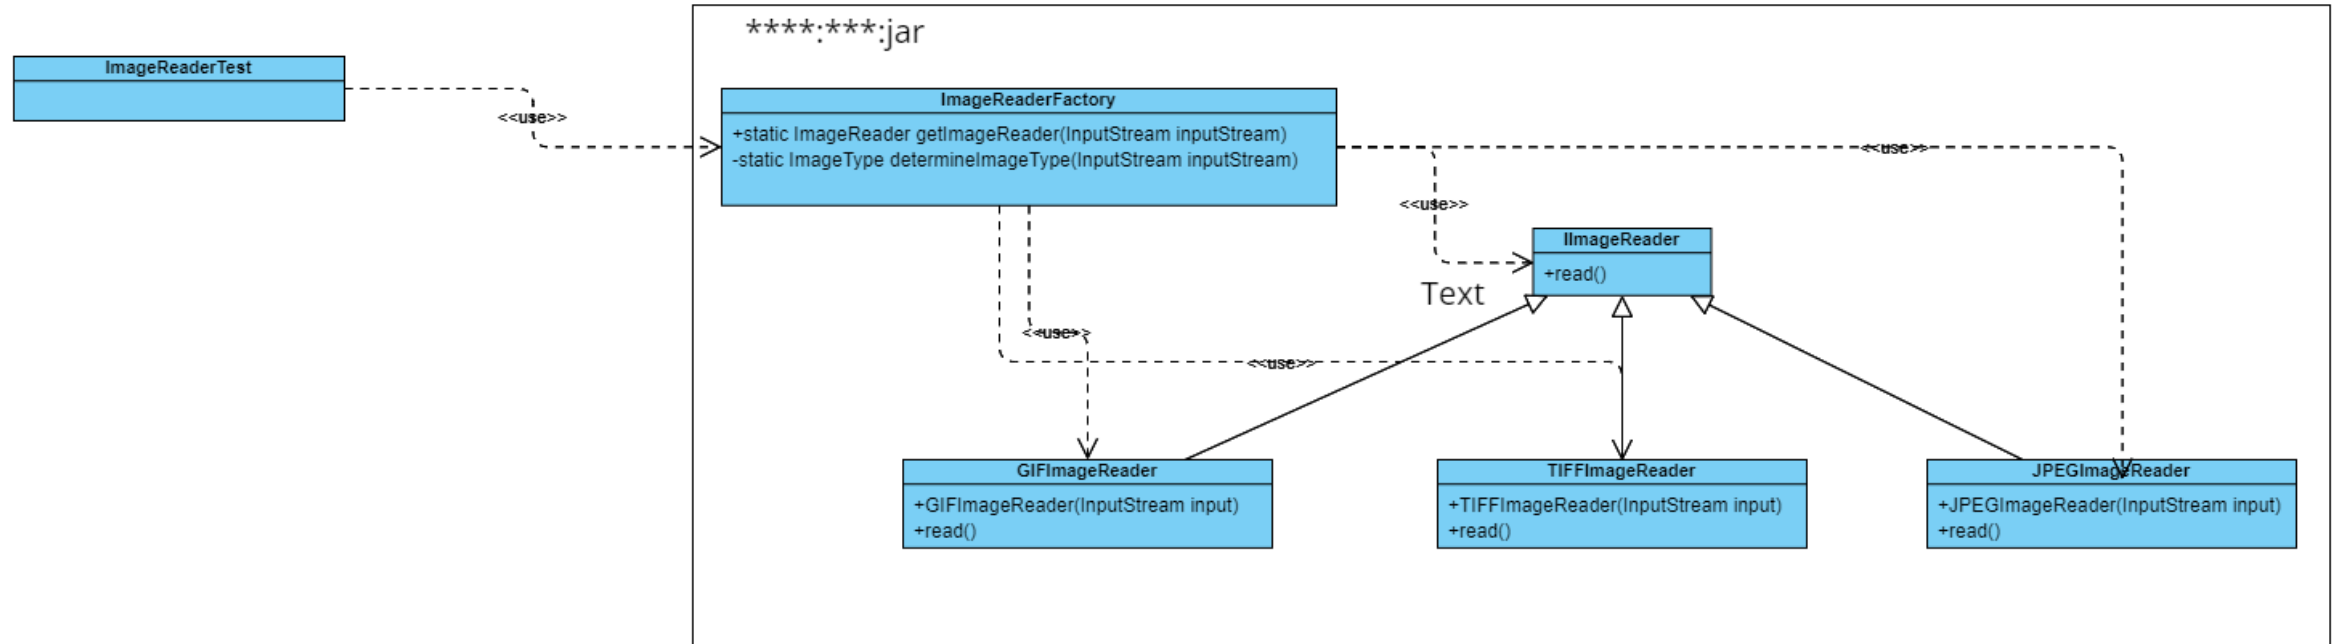 ****:***:jar
ImageReaderTest
<<use>>
ImageReaderFactory
+static ImageReader getImageReader(InputStream inputStream)
-static ImageType determineImageType(InputStream inputStream)
<<use>>
<<use>>
IImageReader
+read()
Text
<<use>>
<<use>>
GIFImageReader
+GIFImageReader(InputStream input)
+read()
TIFFImageReader
+TIFFImageReader(InputStream input)
+read()
JPEGImageReader
+JPEGImageReader(InputStream input)
+read()